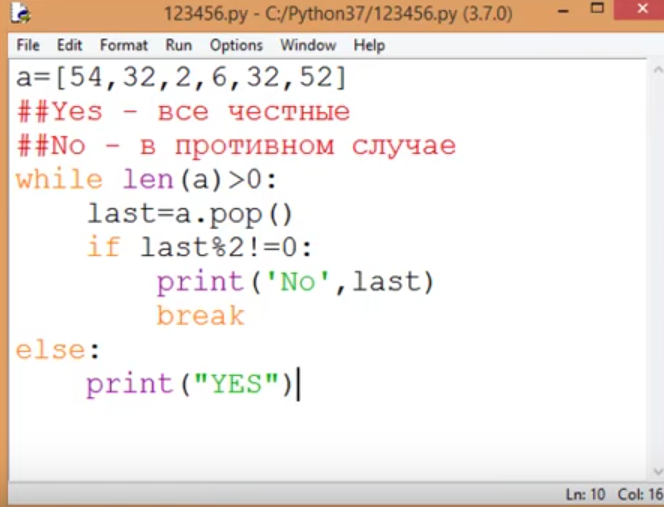 123456.py - C:/Python37/123456.py (3.7.0)
File Edit Format Run Options Window Help
a=[54,32,2,6,32,52]
##Yes - все честные
##No - в противном случае
while len(a)>0:
    last=a.pop()
    if last%2!=0:
        print('No',last)
        break
else:
    print("YES")
Ln: 10 Col: 16